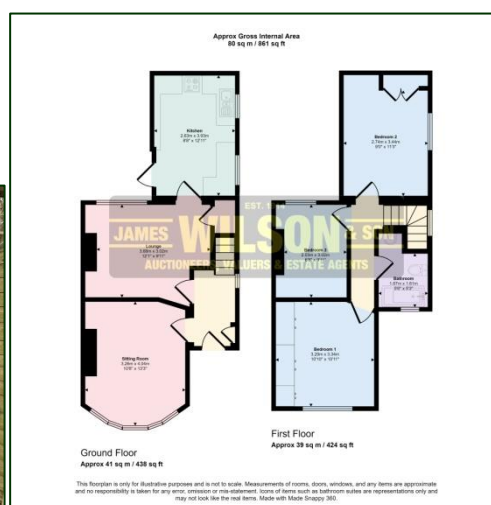 Approx Gross Internal Area
80 sq m / 861 sq ft
Kitchen
Bedroom 2
EST.
JAMES WILSON & SON
AUCTIONEERS, VALUERS & ESTATE AGENTS
Lounge
Bathroom
Sitting Room
Bedroom 1
Ground Floor
Approx 41 sq m / 438 sq ft
First Floor
Approx 39 sq m / 424 sq ft
This floorplan is only for illustrative purposes and is not to scale. Measurements of rooms, doors, windows, and any items are approximate
and no responsibility is taken for any error, omission or mis-statement. Icons of items such as bathroom suites are representations only and
may not look like the real items. Made with Made Snappy 360.